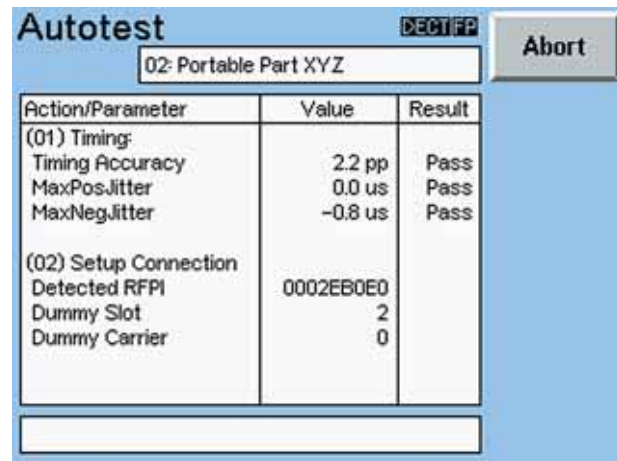 Autotest DECT FP Abort
02: Portable Part XYZ
Action/Parameter Value Result
(01) Timing:
Timing Accuracy 2.2 pp Pass
MaxPosJitter 0.0 us Pass
MaxNegJitter -0.8 us Pass
(02) Setup Connection
Detected RFPI 0002EB0E0
Dummy Slot 2
Dummy Carrier 0